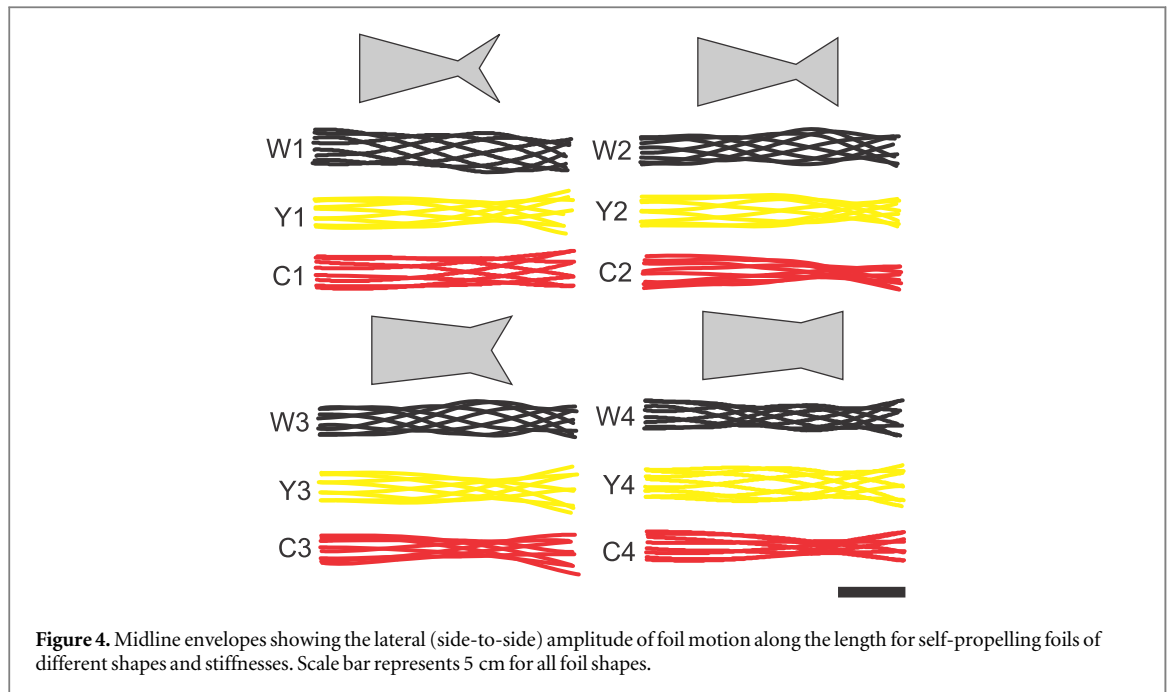 W1
W2
Y1
Y2
C1
C2
W3
W4
Y3
Y4
C3
C4
Figure 4. Midline envelopes showing the lateral (side-to-side) amplitude of foil motion along the length for self-propelling foils of
different shapes and stiffnesses. Scale bar represents 5 cm for all foil shapes.